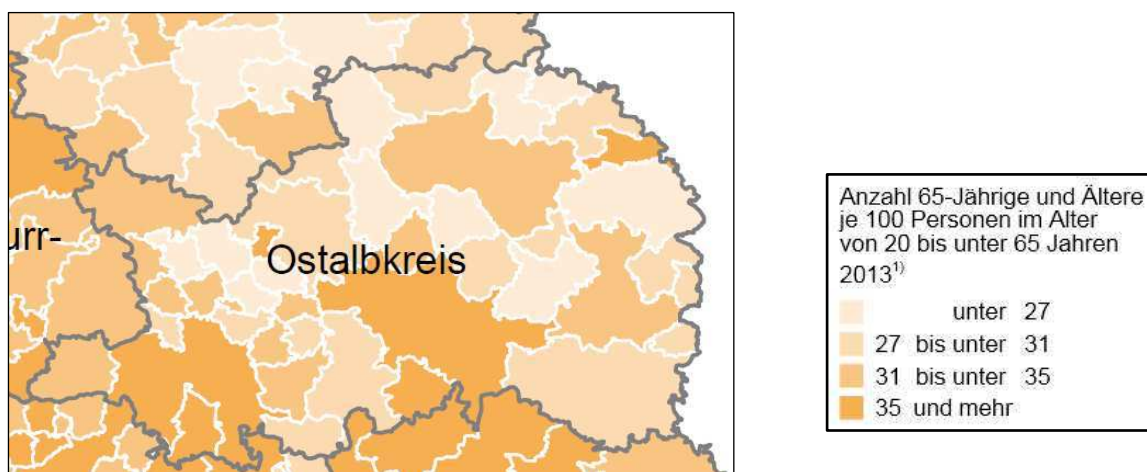 urr-
Ostalbkreis
Anzahl 65-Jährige und Ältere
je 100 Personen im Alter
von 20 bis unter 65 Jahren
2013¹⁾
unter 27
27 bis unter 31
31 bis unter 35
35 und mehr